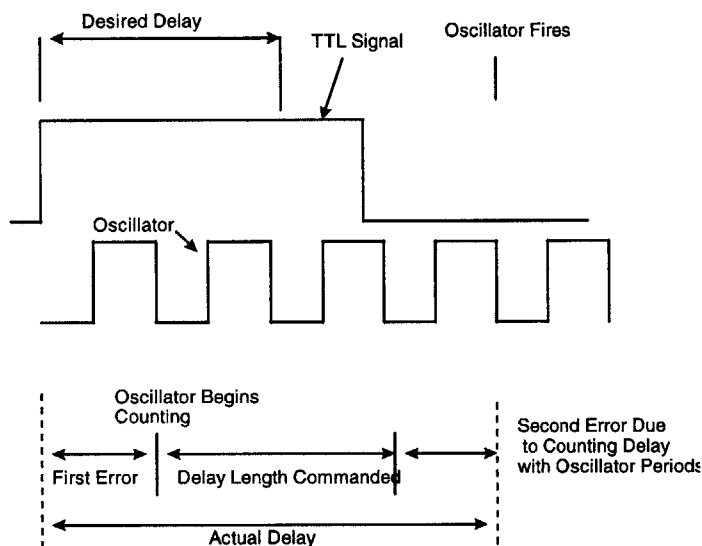 Desired Delay
TTL Signal
Oscillator Fires
Oscillator
Oscillator Begins
Counting
First Error
Delay Length Commanded
Second Error Due
to Counting Delay
with Oscillator Periods
Actual Delay